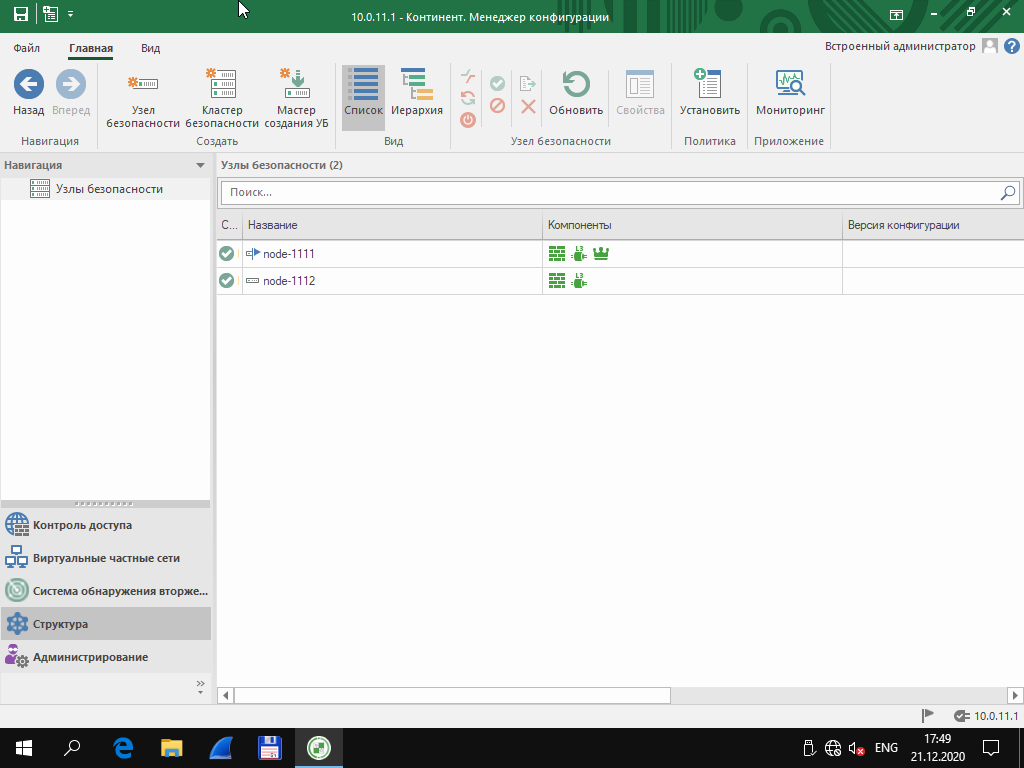 10.0.11.1 - Континент. Менеджер конфигурации
Файл
Главная
Вид
Встроенный администратор
?
Назад
Вперед
Узел безопасности
Кластер безопасности
Мастер создания УБ
Список
Иерархия
Обновить
Свойства
Установить
Мониторинг
Навигация
Создать
Вид
Узел безопасности
Политика
Приложение
Навигация
Узлы безопасности
Узлы безопасности (2)
Поиск...
С...
Название
Компоненты
Версия конфигурации
node-1111
L3
node-1112
L3
Контроль доступа
Виртуальные частные сети
Система обнаружения вторже...
Структура
Администрирование
10.0.11.1
ENG
17:49
21.12.2020